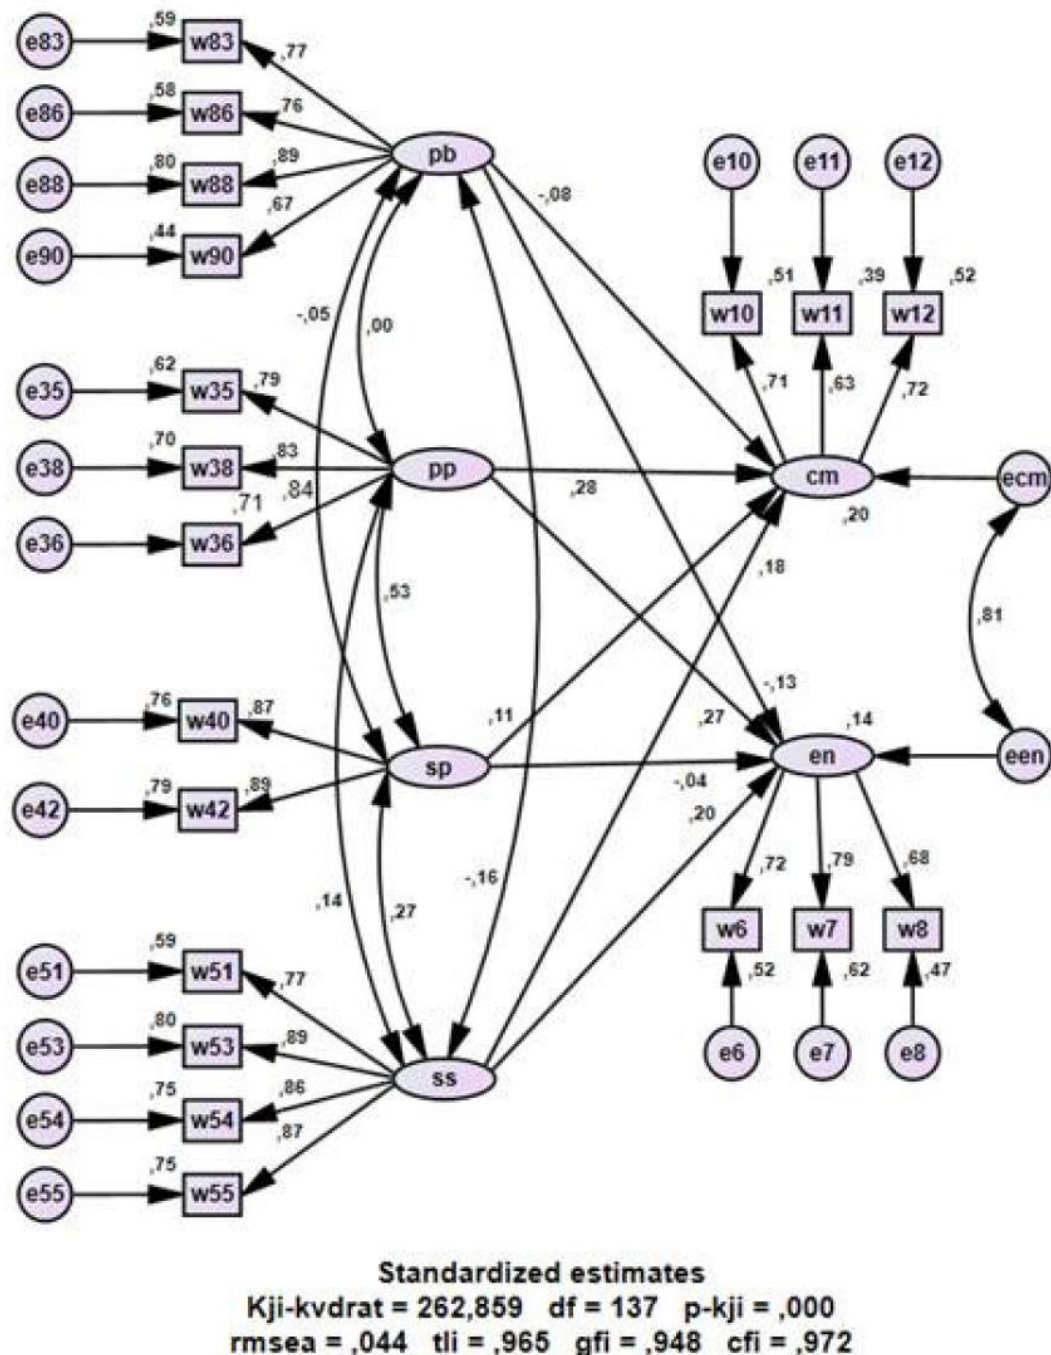 ,59
e83 w83 ,77
,58
e86 w86 ,76
pb
,80
e88 w88 ,89
,67
,44
e90 w90
e10 e11 e12
-,08
,51 ,39 ,52
w10 w11 w12
-,05 ,00
,62
e35 w35 ,79
,71 ,63 ,72
,70
e38 w38 ,83 pp cm ecm
,71 ,84 ,28 ,20
e36 w36
,18
,53
,81
-,13
,76 ,11 ,27 ,14
e40 w40 ,87
sp en een
,79 -,04
e42 w42 ,89
,20
,72 ,79 ,68
-,16
,14 ,27
w6 w7 w8
,59
e51 w51 ,77
,52 ,62 ,47
,80
e53 w53 ,89
e6 e7 e8
ss
,75 ,86
e54 w54
,87
,75
e55 w55
Standardized estimates
Kji-kvdrat = 262,859 df = 137 p-kji = ,000
rmsea = ,044 tli = ,965 gfi = ,948 cfi = ,972